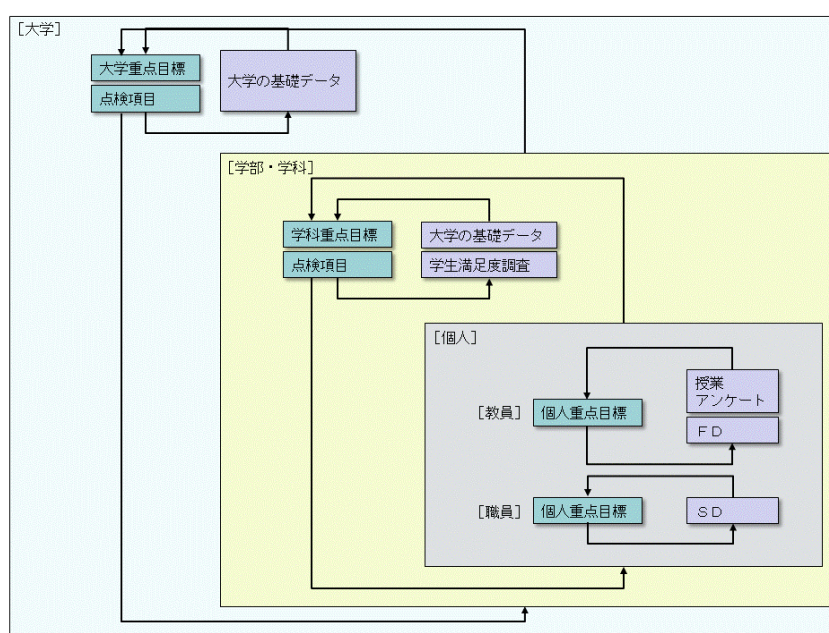 [大学]
大学重点目標
点検項目
大学の基礎データ
[学部・学科]
学科重点目標
点検項目
大学の基礎データ
学生満足度調査
[個人]
[教員]
個人重点目標
授業
アンケート
ＦＤ
[職員]
個人重点目標
ＳＤ